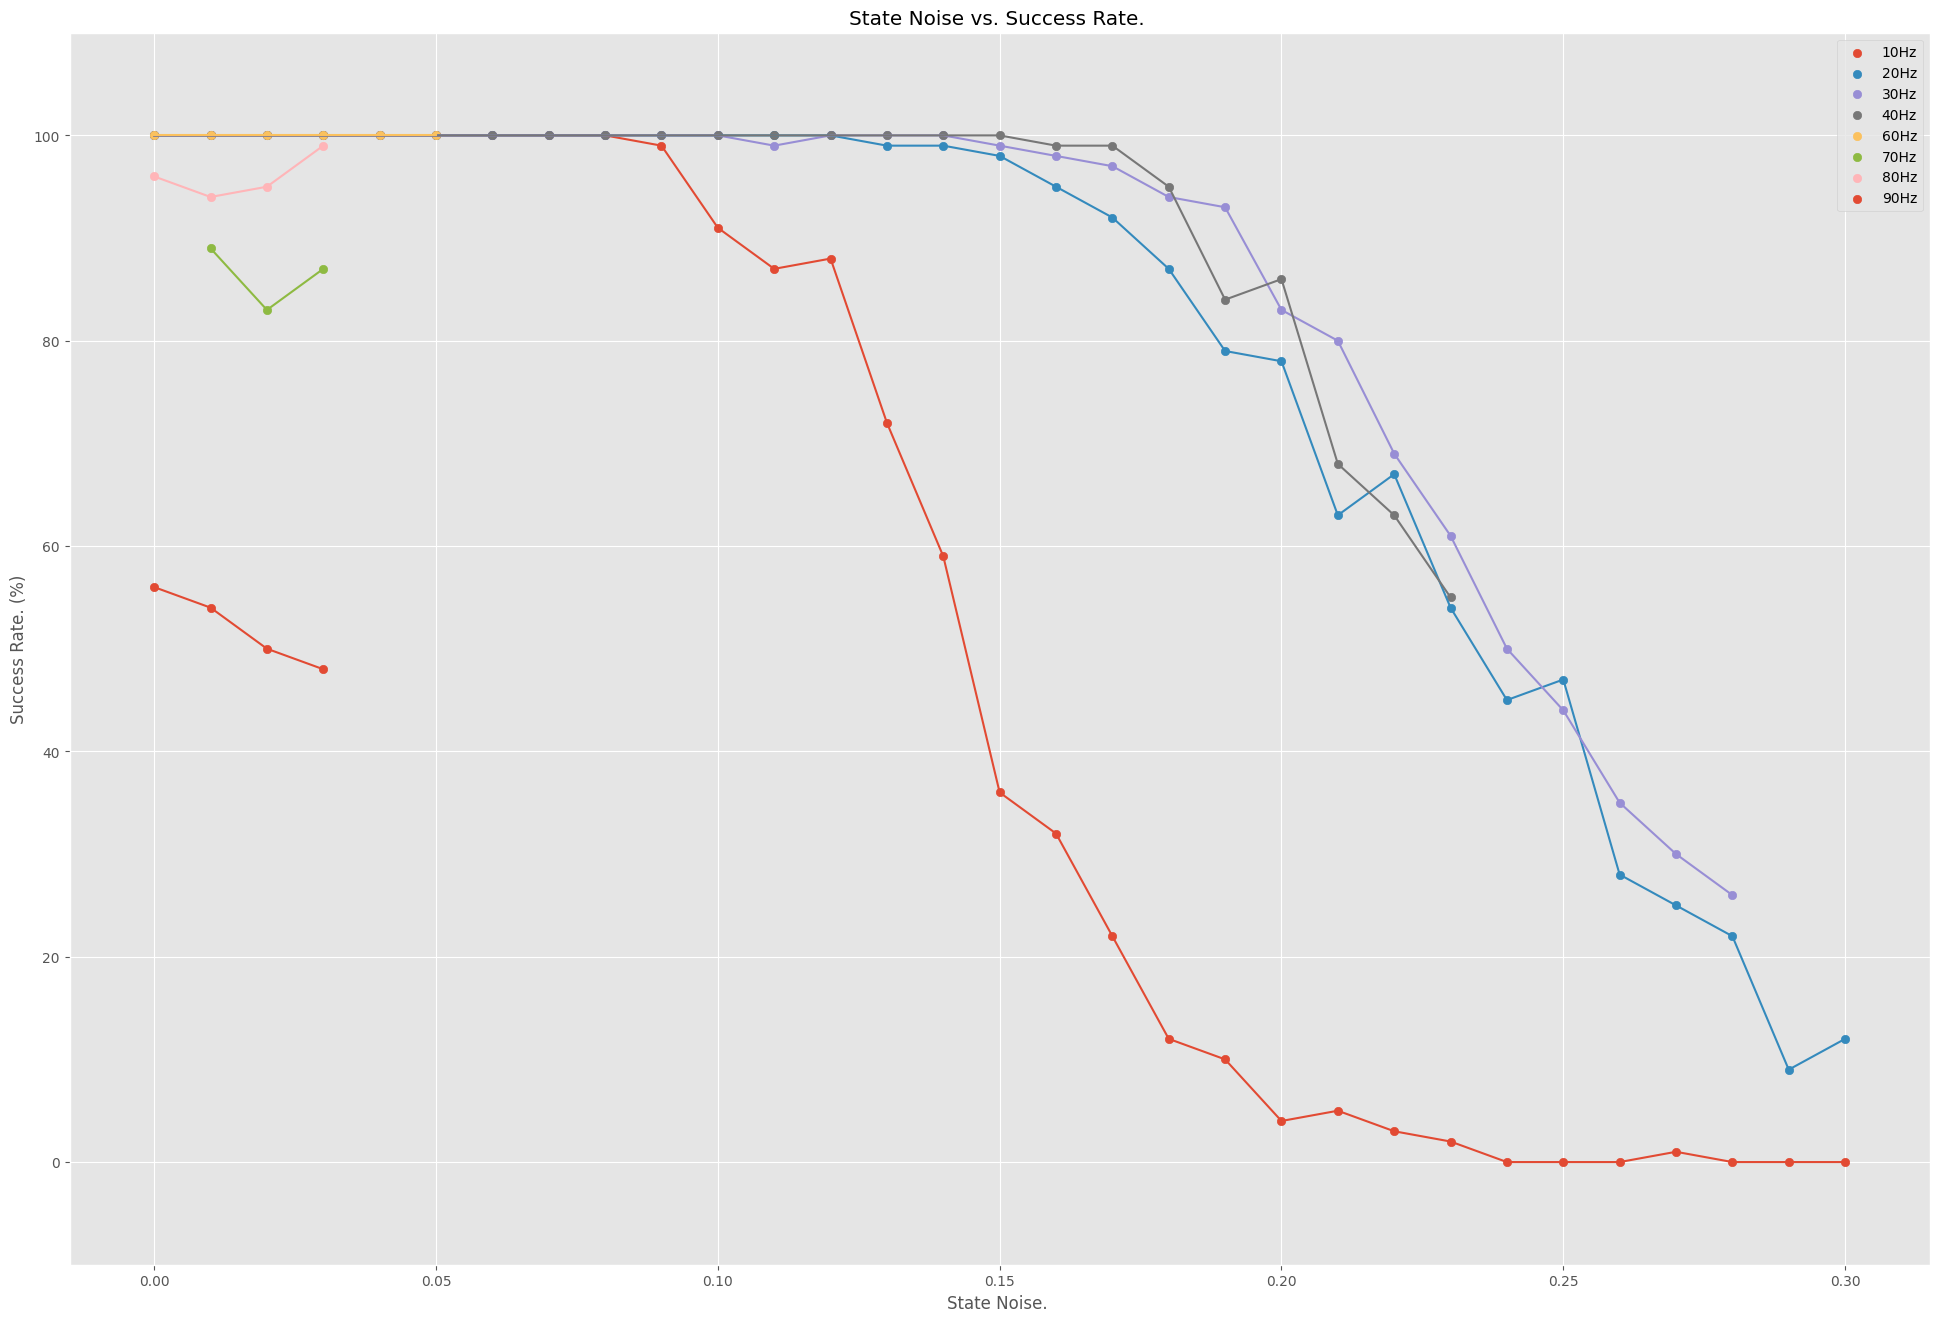 State Noise vs. Success Rate.
10Hz
20Hz
30Hz
40Hz
60Hz
70Hz
80Hz
90Hz
100
80
60
40
20
0
Success Rate. (%)
0.00 0.05 0.10 0.15 0.20 0.25 0.30
State Noise.